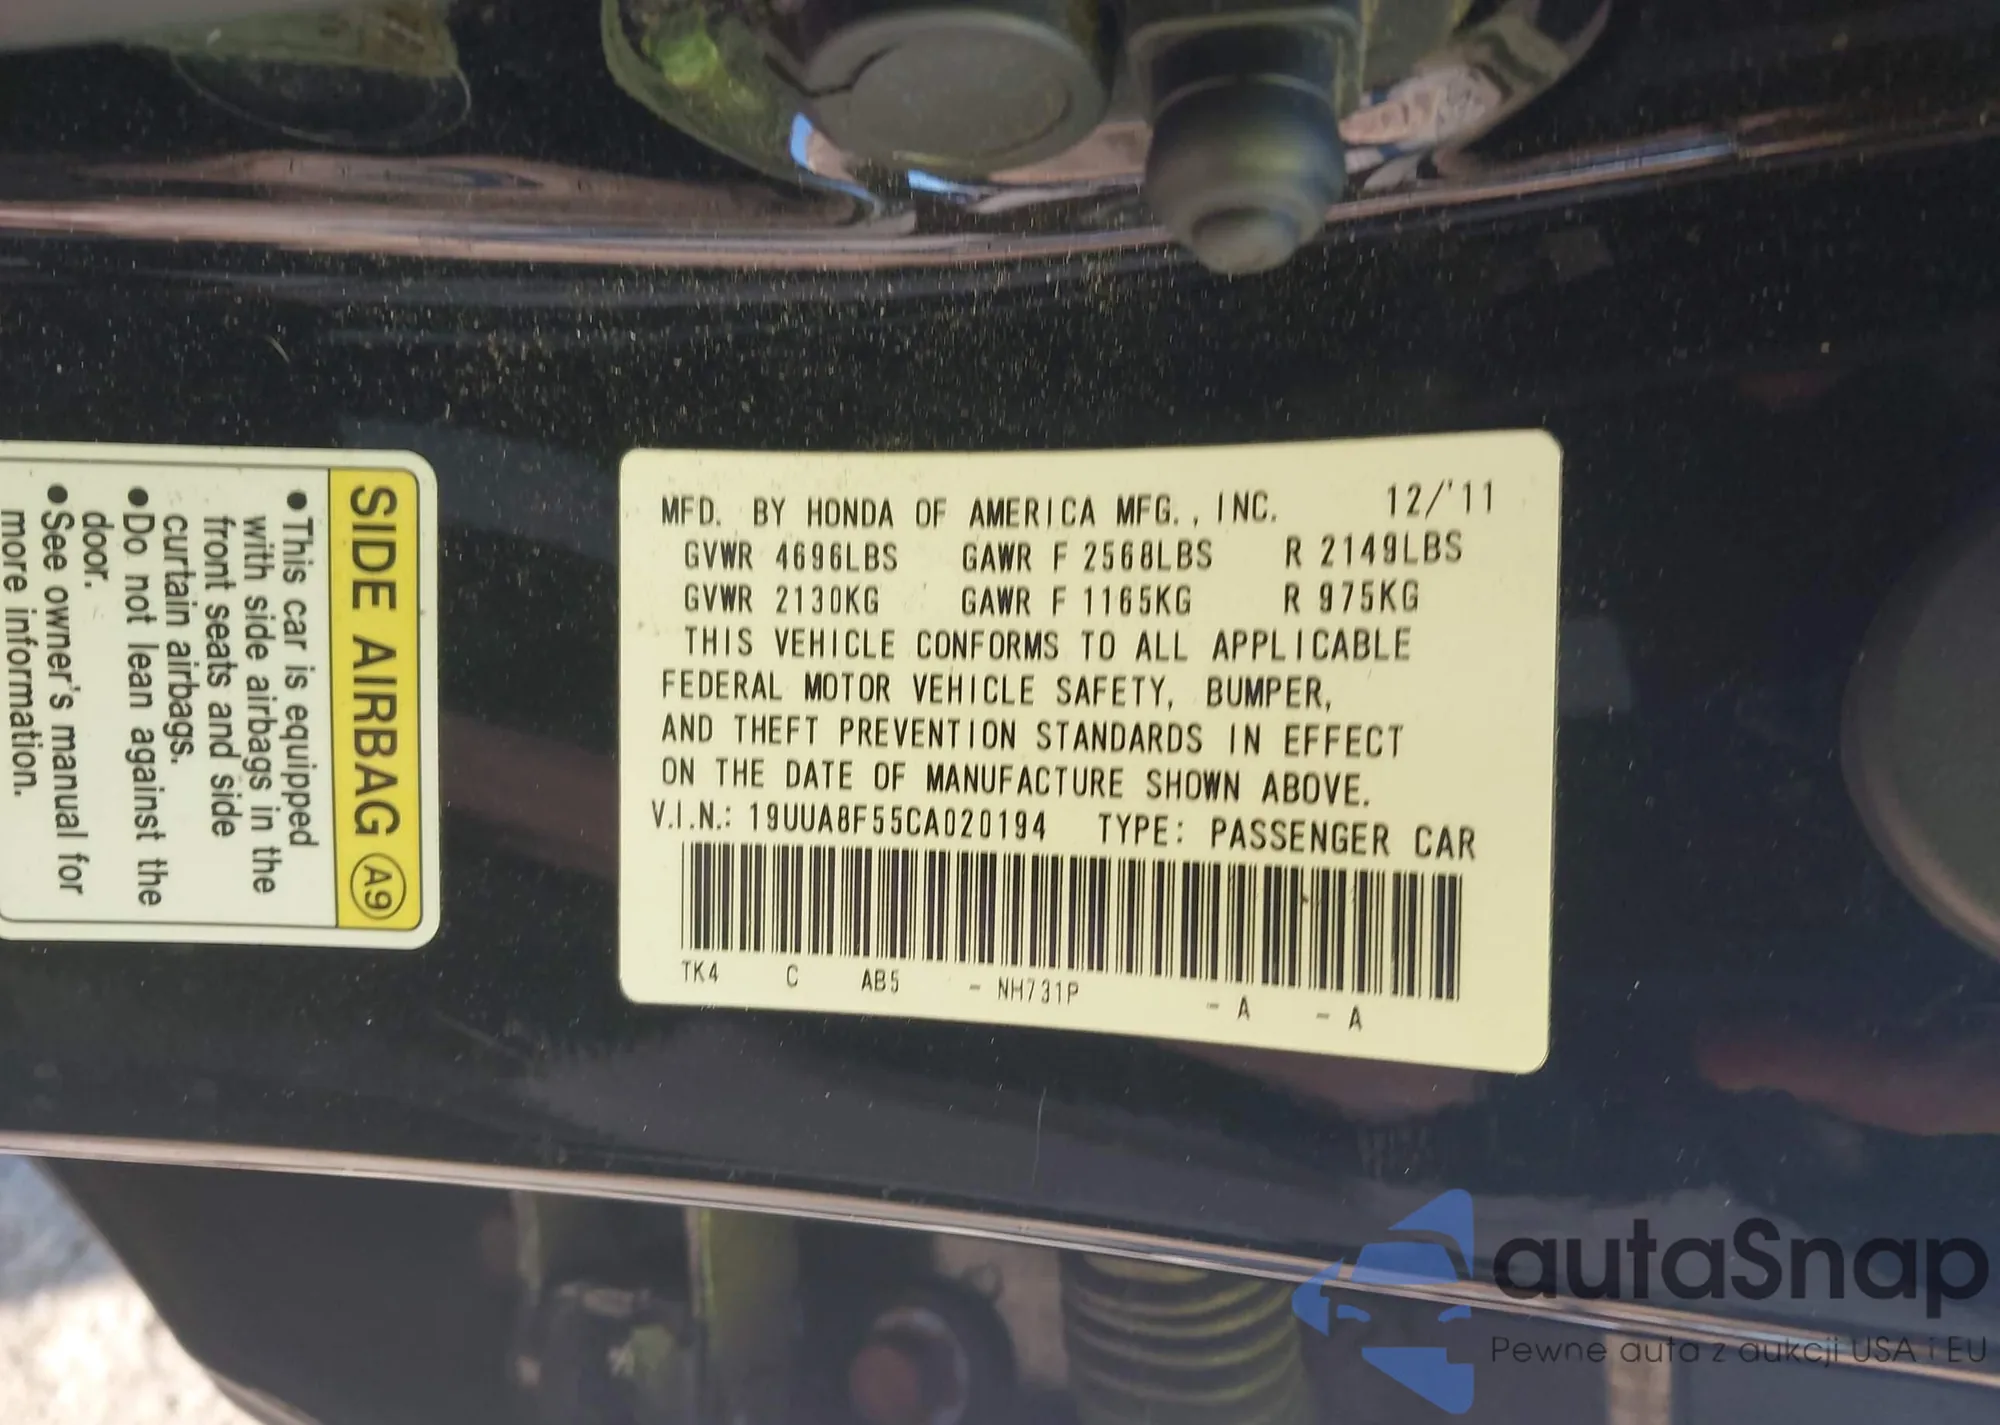 SIDE AIRBAG A9
•This car is equipped
with side airbags in the
front seats and side
curtain airbags.
•Do not lean against the
door.
•See owner's manual for
more information.
MFD. BY HONDA OF AMERICA MFG., INC. 12/'11
GVWR 4696LBS GAWR F 2568LBS R 2149LBS
GVWR 2130KG GAWR F 1165KG R 975KG
THIS VEHICLE CONFORMS TO ALL APPLICABLE
FEDERAL MOTOR VEHICLE SAFETY, BUMPER,
AND THEFT PREVENTION STANDARDS IN EFFECT
ON THE DATE OF MANUFACTURE SHOWN ABOVE.
V.I.N.: 19UUA8F55CA020194 TYPE: PASSENGER CAR
TK4 C AB5 - NH731P - A - A
autaSnap
Pewne auta z aukcji USA i EU